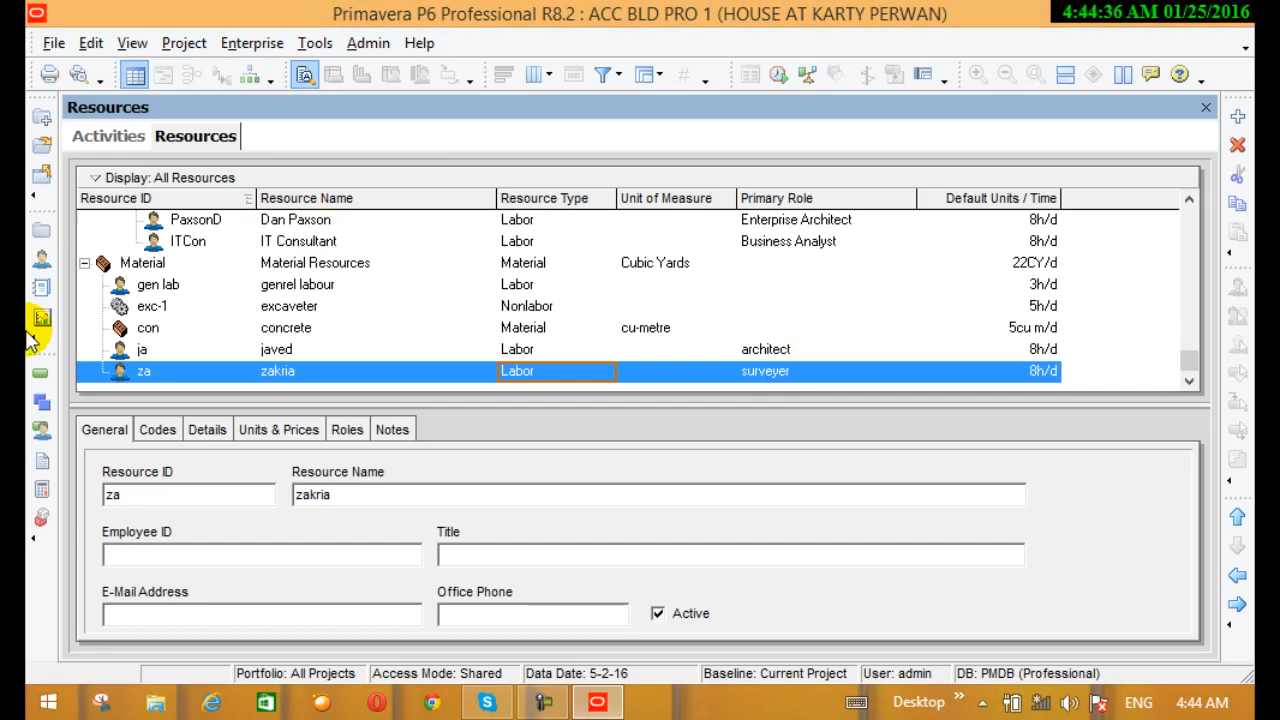 Primavera P6 Professional R8.2 : ACC BLD PRO 1 (HOUSE AT KARTY PERWAN)
4:44:36 AM 01/25/2016
File Edit View Project Enterprise Tools Admin Help
Resources
Activities Resources
Display: All Resources
Resource ID Resource Name Resource Type Unit of Measure Primary Role Default Units / Time
PaxsonD Dan Paxson Labor Enterprise Architect 8h/d
ITCon IT Consultant Labor Business Analyst 8h/d
Material Material Resources Material Cubic Yards 22CY/d
gen lab genrel labour Labor 3h/d
exc-1 excaveter Nonlabor 5h/d
con concrete Material cu-metre 5cu m/d
ja javed Labor architect 8h/d
za zakria Labor surveyer 8h/d
General Codes Details Units & Prices Roles Notes
Resource ID Resource Name
za zakria
Employee ID Title
E-Mail Address Office Phone
Active
Portfolio: All Projects Access Mode: Shared Data Date: 5-2-16 Baseline: Current Project User: admin DB: PMDB (Professional)
Desktop ENG 4:44 AM